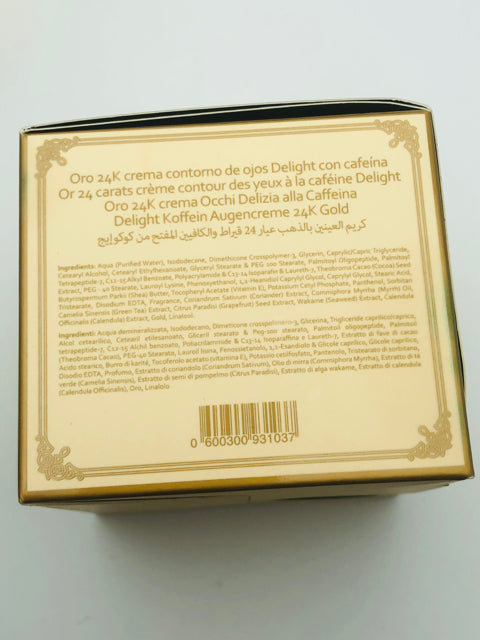 Oro 24K crema contorno de ojos Delight con cafeína
Or 24 carats crème contour des yeux à la caféine Delight
Oro 24K crema Occhi Delizia alla Caffeina
Delight Koffein Augencreme 24K Gold
كريم العينين بالذهب عيار 24 قيراط والكافيين المفتح من كوكو إيج
Ingredients: Aqua (Purified Water), Isododecane, Dimethicone Crosspolymer-3, Glycerin, Caprylic/Capric Triglyceride,
Cetearyl Alcohol, Cetearyl Ethylhexanoate, Glyceryl Stearate & PEG 100 Stearate, Palmitoyl Oligopeptide, Palmitoyl
Tetrapeptide-7, C12-15 Alkyl Benzoate, Polyacrylamide & C13-14 Isoparafin & Laureth-7, Theobroma Cacao (Cocoa) Seed
Extract, PEG - 40 Stearate, Lauroyl Lysine, Phenoxyethanol, 1,2-Heanidiol Caprylyl Glycol, Caprylyl Glycol, Stearic Acid,
Butyrospermum Parkii (Shea) Butter, Tocopheryl Acetate (Vitamin E), Potassium Cetyl Phosphate, Panthenol, Sorbitan
Tristearate, Disodium EDTA, Fragrance, Coriandrum Sativum (Coriander) Extract, Commiphora Myrrha (Myrrh) Oil,
Camelia Sinensis (Green Tea) Extract, Citrus Paradisi (Grapefruit) Seed Extract, Wakame (Seaweed) Extract, Calendula
Officinalis (Calendula) Extract, Gold, Linalool.
Ingredienti: Acqua demineralizzata, Isododecano, Dimeticone crosspolimero-3, Glicerina, Trigliceride caprilico/caprico,
Alcol cetearilico, Cetearil etilesanoato, Gliceril stearato & Peg-100 stearato, Palmitoil oligopeptide, Palmitoil
tetrapeptide-7, C12-15 Alchil benzoato, Poliacrilammide & C13-14 Isoparaffina e Laureth-7, Estratto di fave di cacao
(Theobroma Cacao), PEG-40 Stearato, Lauroil lisina, Fenossietanolo, 1,2-Esandiolo & Glicole caprilico, Glicole caprilico,
Acido stearico, Burro di karité, Tocoferolo acetato (vitamina E), Potassio cetilfosfato, Pantenolo, Tristearato di sorbitano,
Disodio EDTA, Profumo, Estratto di coriandolo (Coriandrum Sativum), Olio di mirra (Commiphora Myrrha), Estratto di tè
verde (Camelia Sinensis), Estratto di semi di pompelmo (Citrus Paradisi), Estratto di alga wakame, Estratto di calendula
(Calendula Officinalis), Oro, Linalolo
0 600300 931037